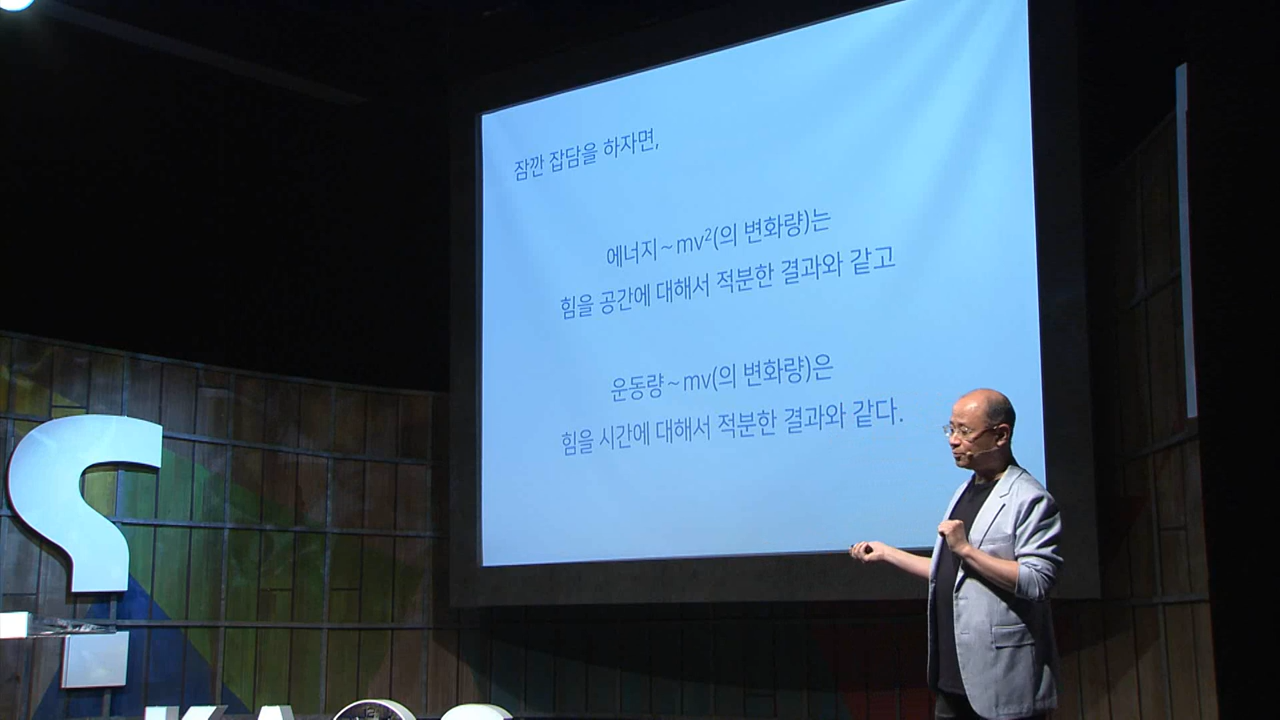 잠깐 잡담을 하자면,
에너지~mv²(의 변화량)는
힘을 공간에 대해서 적분한 결과와 같고
운동량~mv(의 변화량)은
힘을 시간에 대해서 적분한 결과와 같다.